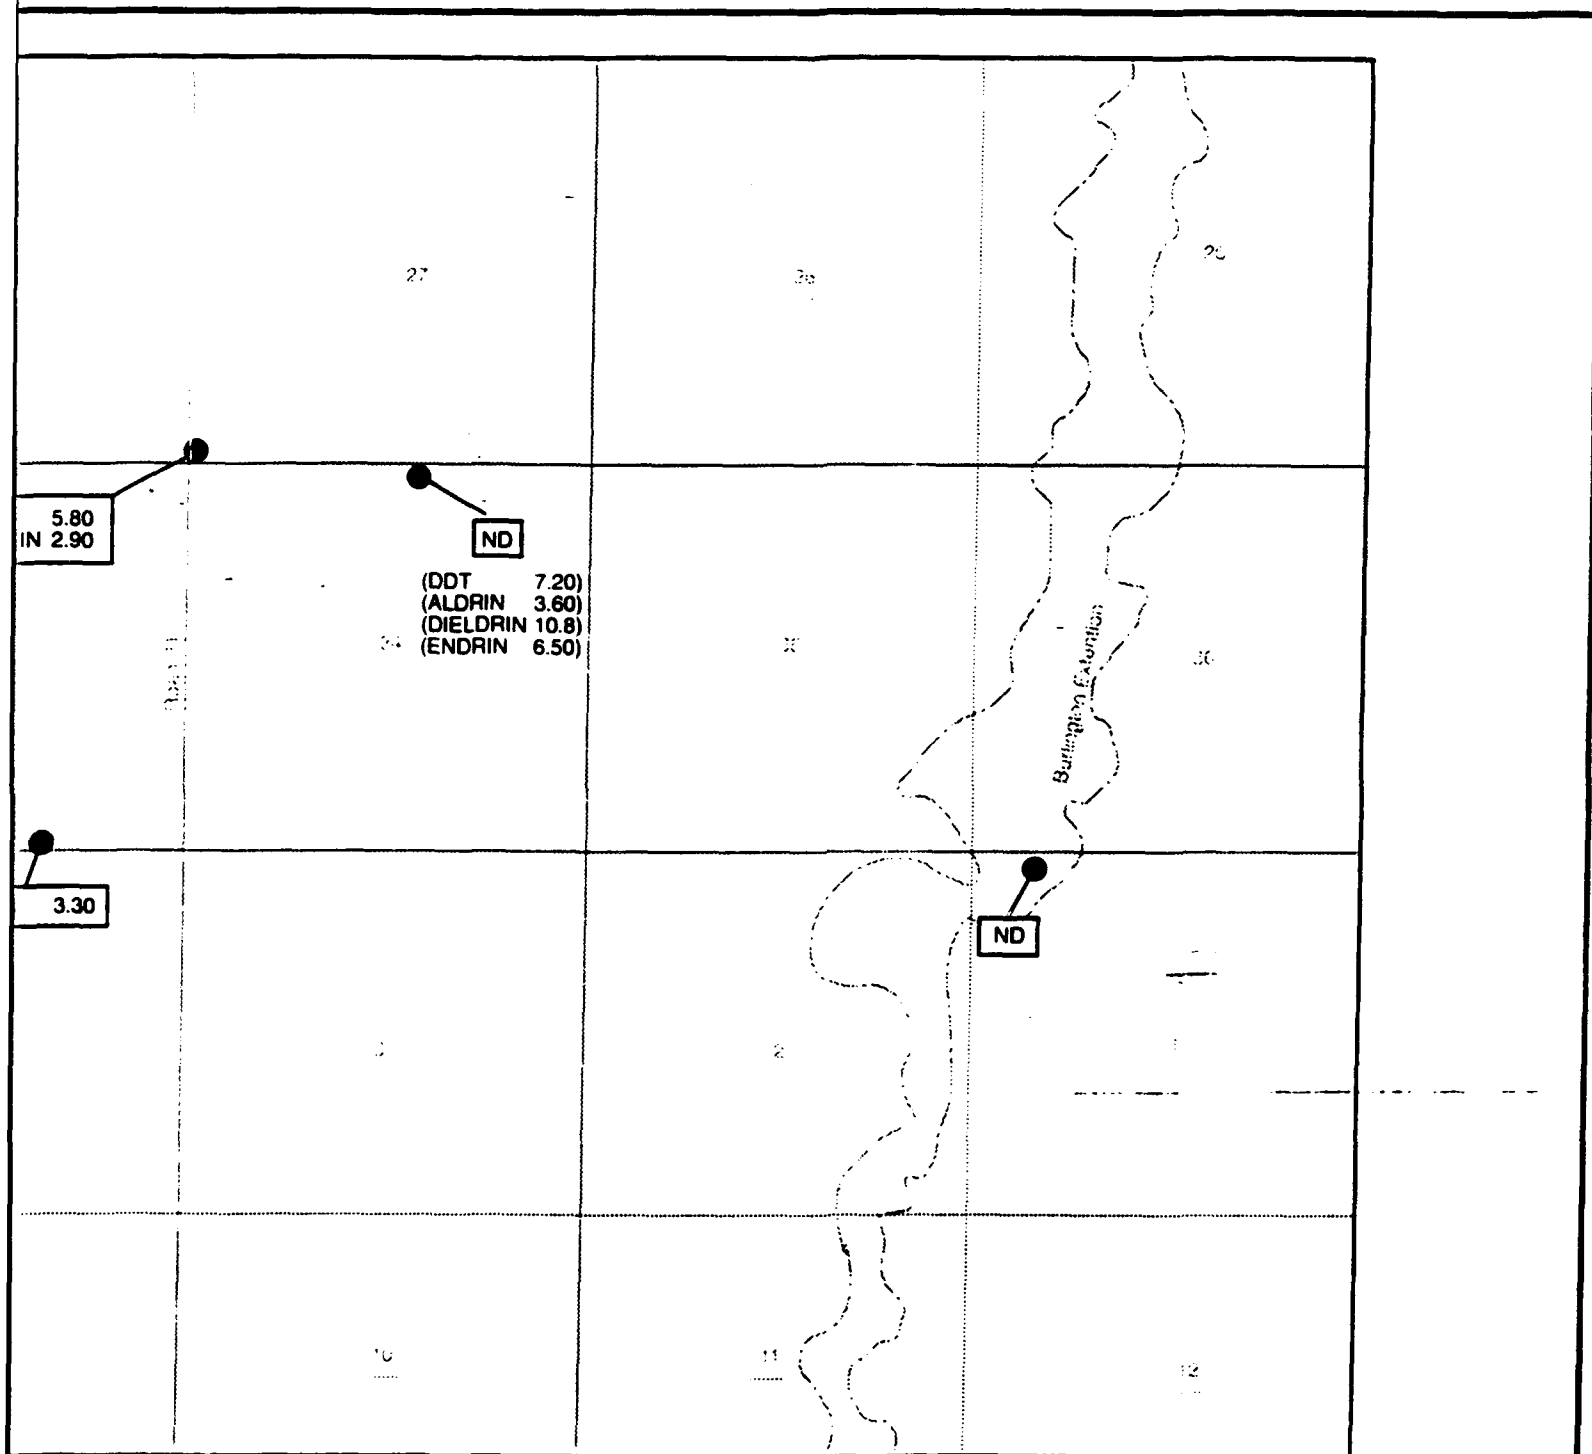 27
5.80
IN 2.90
ND
(DDT 7.20)
(ALDRIN 3.60)
(DIELDRIN 10.8)
(ENDRIN 6.50)
34
Burlington Extention
3.30
ND
2
11
12